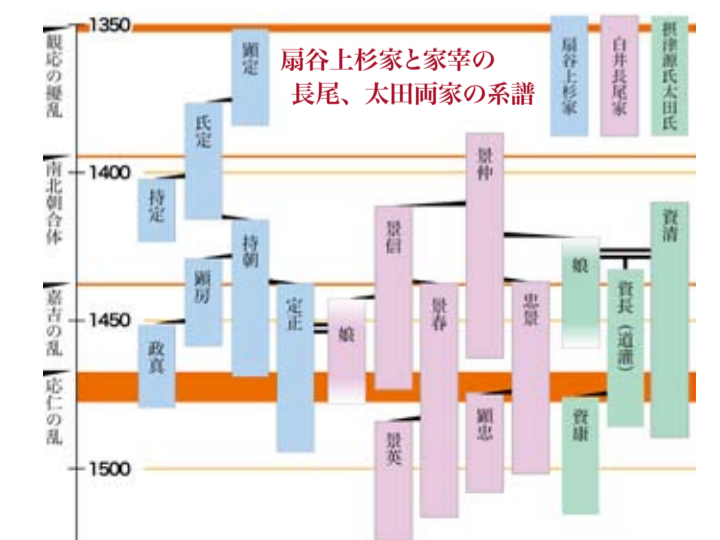 扇谷上杉家と家宰の
長尾、太田両家の系譜
扇谷上杉家
白井長尾家
摂津源氏太田氏
1350
1400
1450
1500
観応の擾乱
南北朝合体
嘉吉の乱
応仁の乱
顕定
氏定
持定
持朝
顕房
定正
政真
娘
景信
景仲
景春
忠景
景英
顕忠
娘
資長（道灌）
資清
資康